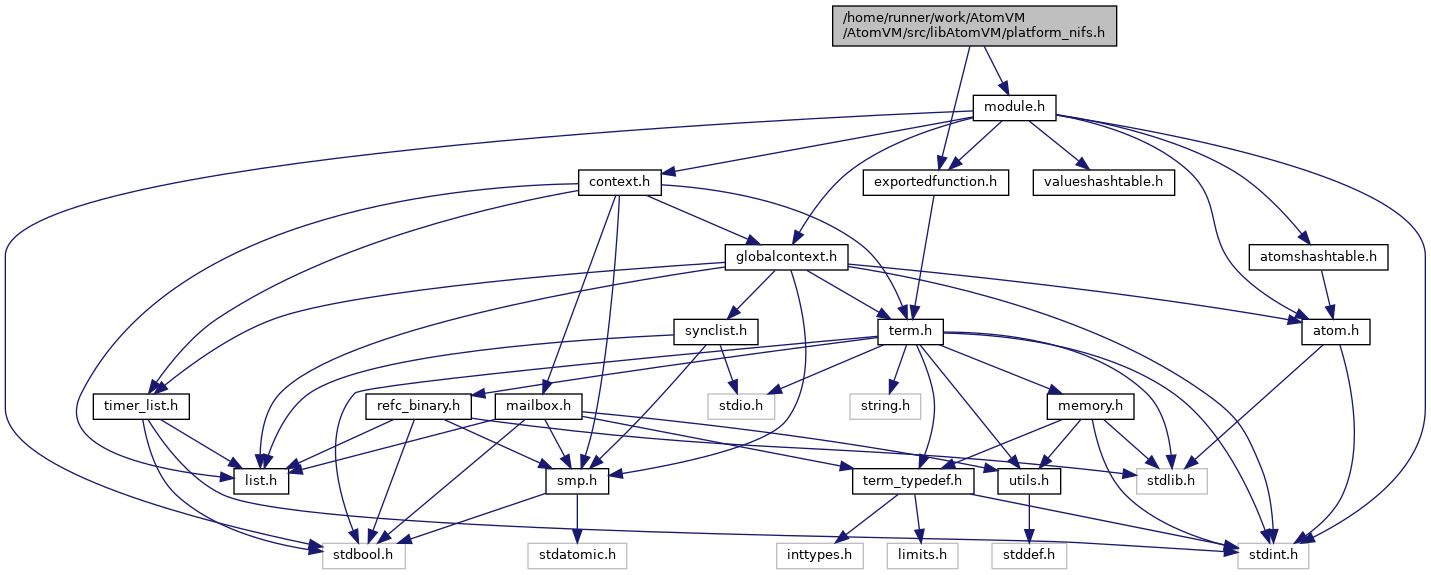 /home/runner/work/AtomVM
/AtomVM/src/libAtomVM/platform_nifs.h
module.h
context.h
exportedfunction.h
valueshashtable.h
globalcontext.h
atomshashtable.h
synclist.h
term.h
atom.h
timer_list.h
refc_binary.h
mailbox.h
stdio.h
string.h
memory.h
list.h
smp.h
term_typedef.h
utils.h
stdlib.h
stdbool.h
stdatomic.h
inttypes.h
limits.h
stddef.h
stdint.h